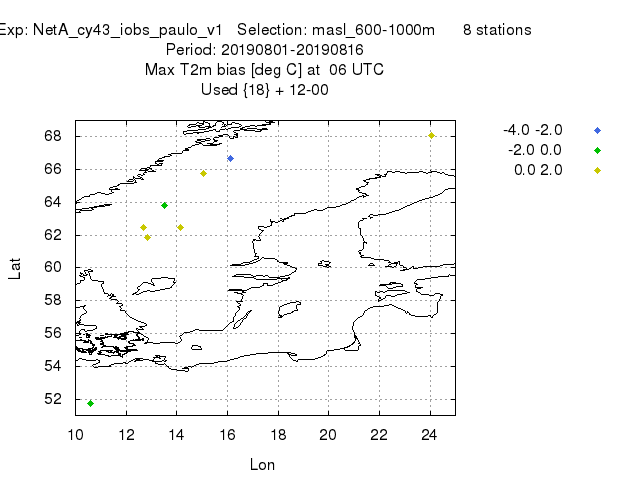 Exp: NetA_cy43_iobs_paulo_v1 Selection: masl_600-1000m 8 stations
Period: 20190801-20190816
Max T2m bias [deg C] at 06 UTC
Used {18} + 12-00
-4.0 -2.0
-2.0 0.0
0.0 2.0
68
66
64
62
60
58
56
54
52
Lat
10 12 14 16 18 20 22 24
Lon